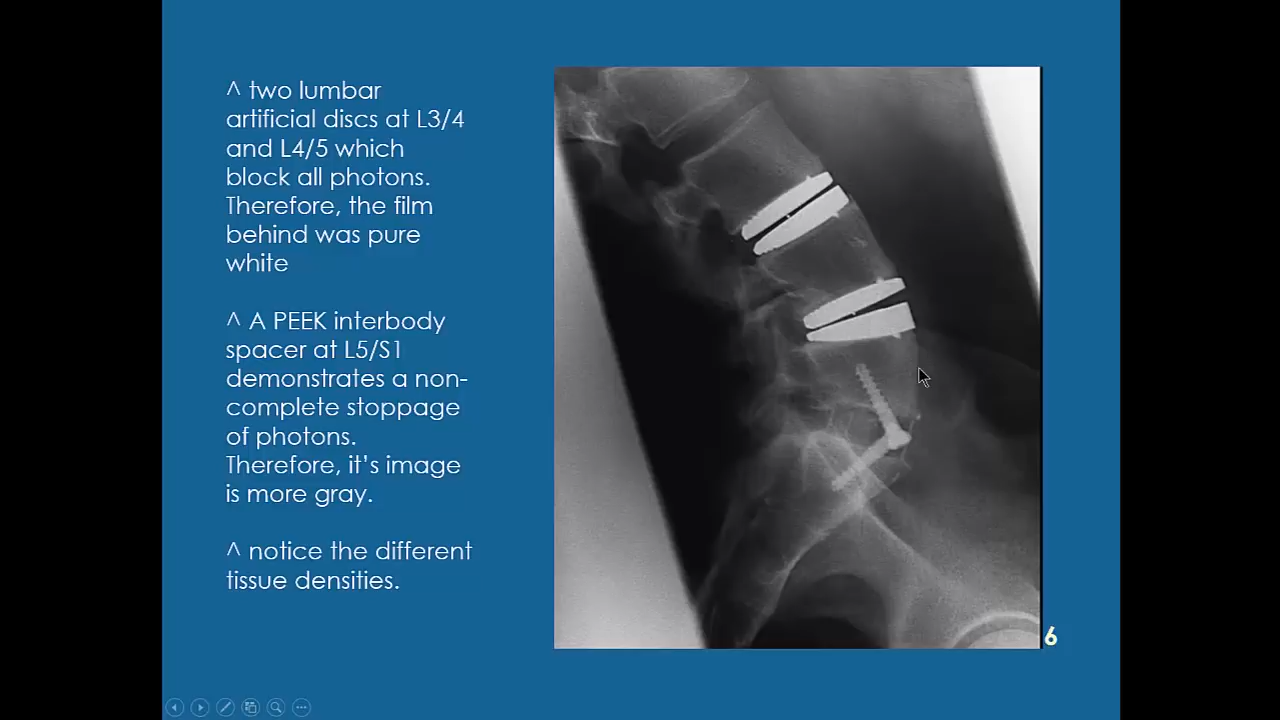 ^ two lumbar
artificial discs at L3/4
and L4/5 which
block all photons.
Therefore, the film
behind was pure
white
^ A PEEK interbody
spacer at L5/S1
demonstrates a non-
complete stoppage
of photons.
Therefore, it’s image
is more gray.
^ notice the different
tissue densities.
6